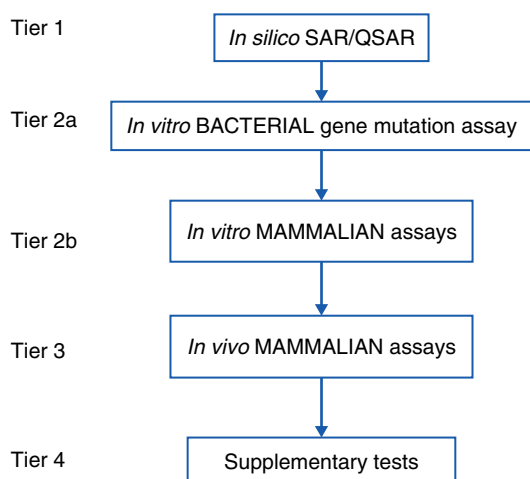 Tier 1
In silico SAR/QSAR
Tier 2a
In vitro BACTERIAL gene mutation assay
Tier 2b
In vitro MAMMALIAN assays
Tier 3
In vivo MAMMALIAN assays
Tier 4
Supplementary tests